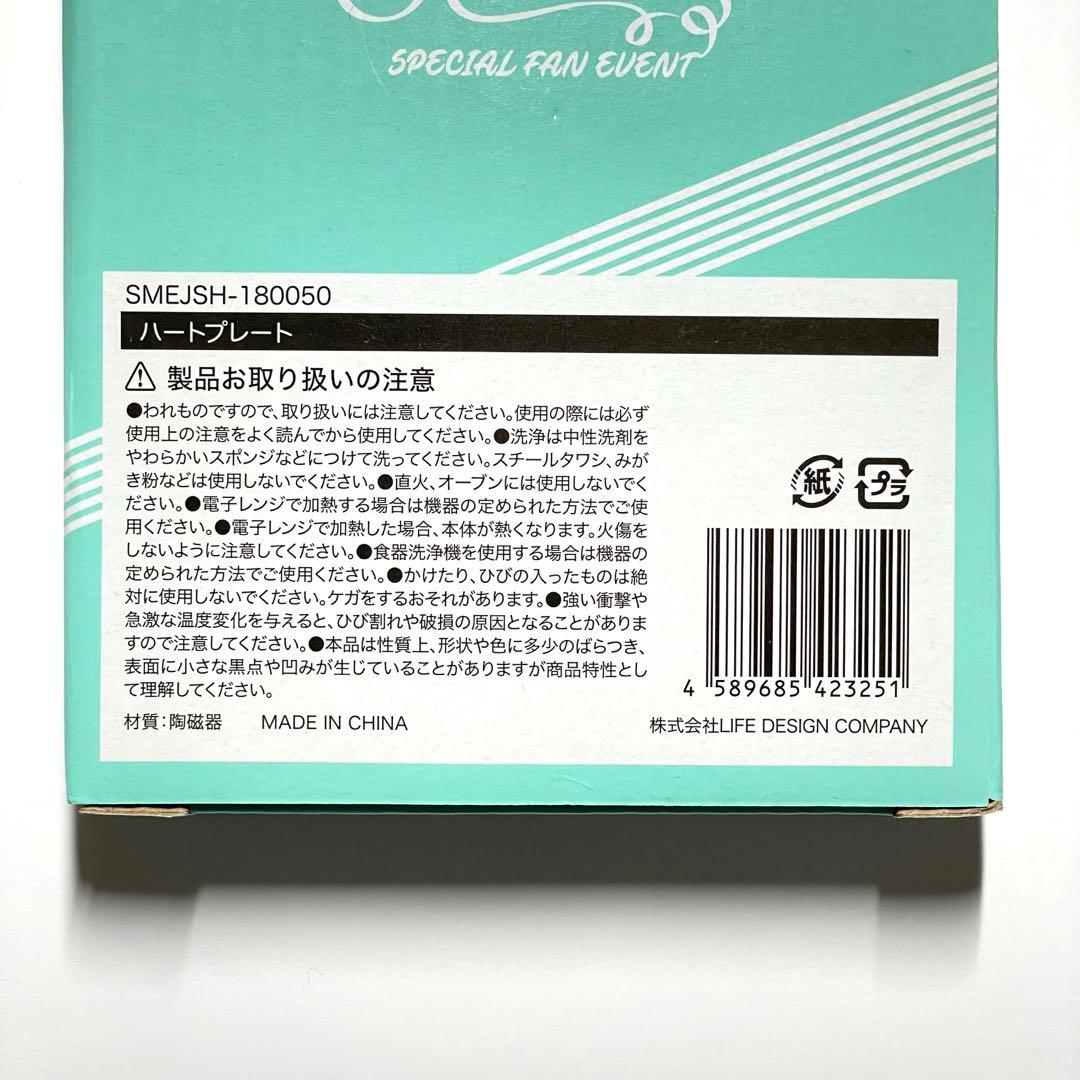 SPECIAL FAN EVENT
SMEJSH-180050
ハートプレート
製品お取り扱いの注意
●われものですので、取り扱いには注意してください。使用の際には必ず
使用上の注意をよく読んでから使用してください。●洗浄は中性洗剤を
やわらかいスポンジなどにつけて洗ってください。スチールタワシ、みが
き粉などは使用しないでください。●直火、オーブンには使用しないでく
ださい。●電子レンジで加熱する場合は機器の定められた方法でご使
用ください。●電子レンジで加熱した場合、本体が熱くなります。火傷を
しないように注意してください。●食器洗浄機を使用する場合は機器の
定められた方法でご使用ください。●かけたり、ひびの入ったものは絶
対に使用しないでください。ケガをするおそれがあります。●強い衝撃や
急激な温度変化を与えると、ひび割れや破損の原因となることがありま
すので注意してください。●本品は性質上、形状や色に多少のばらつき、
表面に小さな黒点や凹みが生じていることがありますが商品特性とし
て理解してください。
材質：陶磁器 MADE IN CHINA
紙 プラ
4 589685 423251
株式会社LIFE DESIGN COMPANY